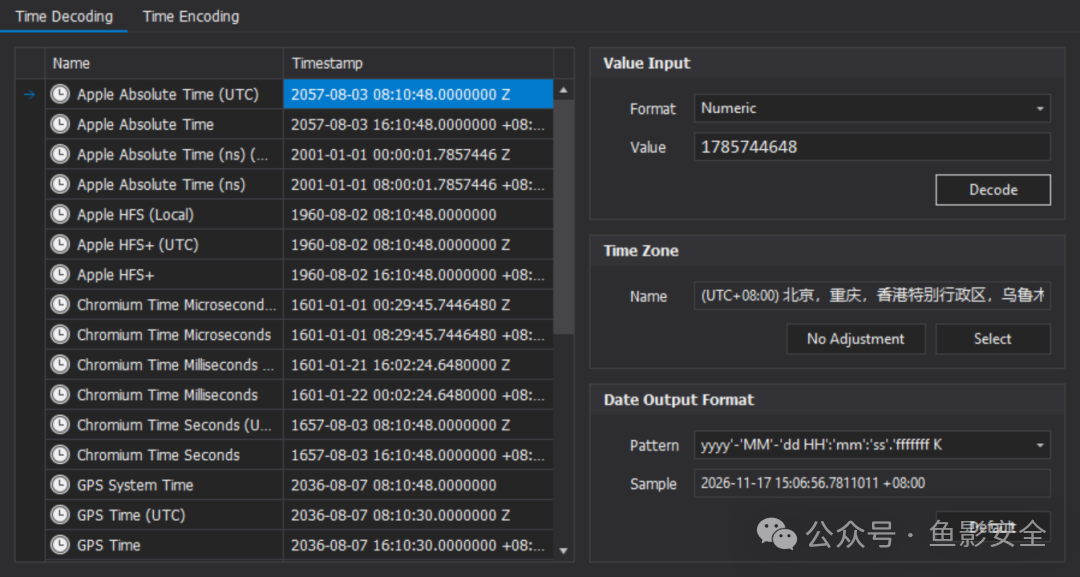 Time Decoding Time Encoding
Name Timestamp
Apple Absolute Time (UTC) 2057-08-03 08:10:48.0000000 Z
Apple Absolute Time 2057-08-03 16:10:48.0000000 +08:...
Apple Absolute Time (ns) (... 2001-01-01 00:00:01.7857446 Z
Apple Absolute Time (ns) 2001-01-01 08:00:01.7857446 +08:...
Apple HFS (Local) 1960-08-02 08:10:48.0000000
Apple HFS+ (UTC) 1960-08-02 08:10:48.0000000 Z
Apple HFS+ 1960-08-02 16:10:48.0000000 +08:...
Chromium Time Microsecond... 1601-01-01 00:29:45.7446480 Z
Chromium Time Microseconds 1601-01-01 08:29:45.7446480 +08:...
Chromium Time Milliseconds ... 1601-01-21 16:02:24.6480000 Z
Chromium Time Milliseconds 1601-01-22 00:02:24.6480000 +08:...
Chromium Time Seconds (U... 1657-08-03 08:10:48.0000000 Z
Chromium Time Seconds 1657-08-03 16:10:48.0000000 +08:...
GPS System Time 2036-08-07 08:10:48.0000000
GPS Time (UTC) 2036-08-07 08:10:30.0000000 Z
GPS Time 2036-08-07 16:10:30.0000000 +08:...
Value Input
Format Numeric
Value 1785744648
Decode
Time Zone
Name (UTC+08:00) 北京，重庆，香港特别行政区，乌鲁木
No Adjustment Select
Date Output Format
Pattern yyyy'-'MM'-'dd HH':'mm':'ss'.'fffffff K
Sample 2026-11-17 15:06:56.7811011 +08:00
Default
公众号 · 鱼影安全